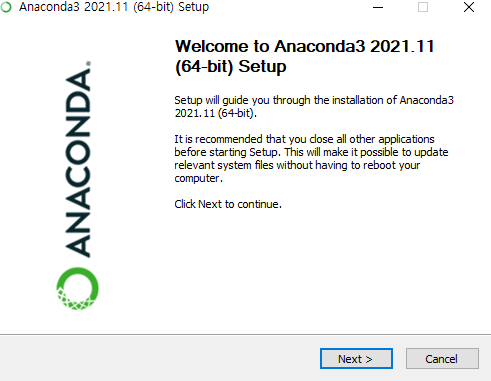 Anaconda3 2021.11 (64-bit) Setup
Welcome to Anaconda3 2021.11
(64-bit) Setup
Setup will guide you through the installation of Anaconda3
2021.11 (64-bit).
It is recommended that you close all other applications
before starting Setup. This will make it possible to update
relevant system files without having to reboot your
computer.
Click Next to continue.
ANACONDA.
Next >
Cancel